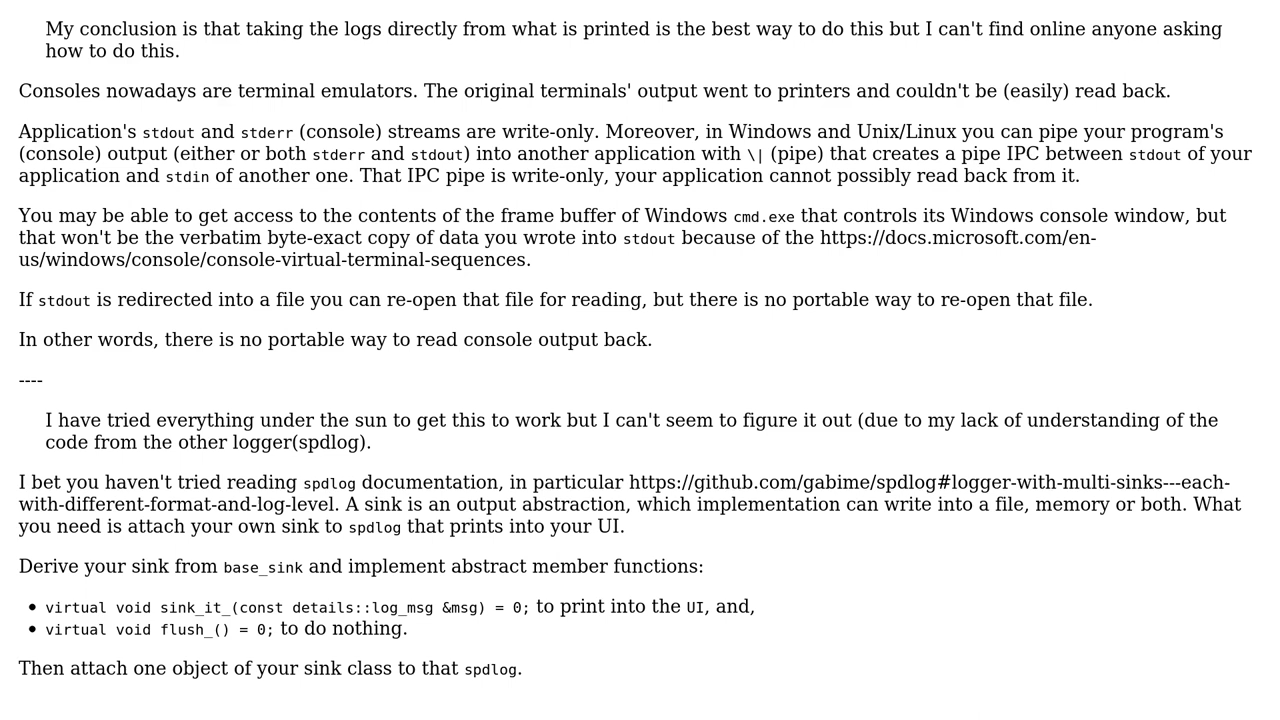 My conclusion is that taking the logs directly from what is printed is the best way to do this but I can't find online anyone asking
how to do this.
Consoles nowadays are terminal emulators. The original terminals' output went to printers and couldn't be (easily) read back.
Application's stdout and stderr (console) streams are write-only. Moreover, in Windows and Unix/Linux you can pipe your program's
(console) output (either or both stderr and stdout) into another application with \| (pipe) that creates a pipe IPC between stdout of your
application and stdin of another one. That IPC pipe is write-only, your application cannot possibly read back from it.
You may be able to get access to the contents of the frame buffer of Windows cmd.exe that controls its Windows console window, but
that won't be the verbatim byte-exact copy of data you wrote into stdout because of the https://docs.microsoft.com/en-
us/windows/console/console-virtual-terminal-sequences.
If stdout is redirected into a file you can re-open that file for reading, but there is no portable way to re-open that file.
In other words, there is no portable way to read console output back.
----
I have tried everything under the sun to get this to work but I can't seem to figure it out (due to my lack of understanding of the
code from the other logger(spdlog).
I bet you haven't tried reading spdlog documentation, in particular https://github.com/gabime/spdlog#logger-with-multi-sinks---each-
with-different-format-and-log-level. A sink is an output abstraction, which implementation can write into a file, memory or both. What
you need is attach your own sink to spdlog that prints into your UI.
Derive your sink from base_sink and implement abstract member functions:
• virtual void sink_it_(const details::log_msg &msg) = 0; to print into the UI, and,
• virtual void flush_() = 0; to do nothing.
Then attach one object of your sink class to that spdlog.